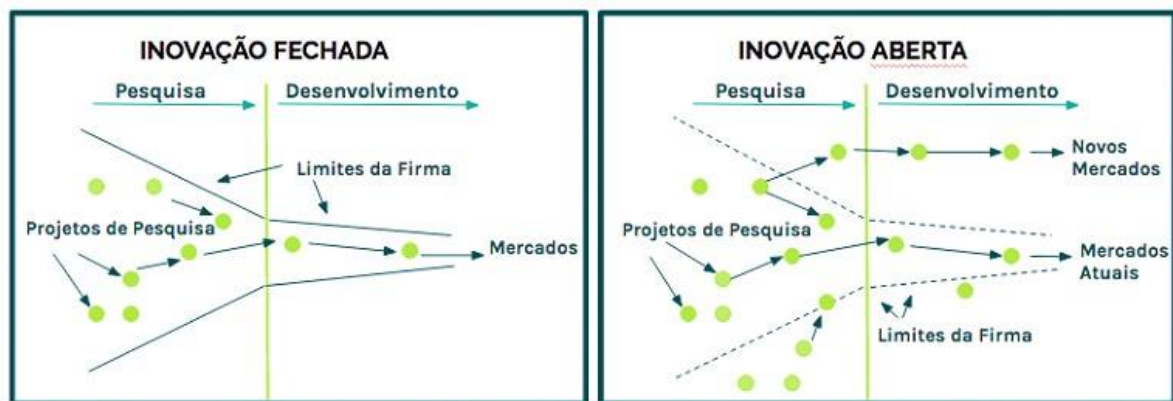 INOVAÇÃO FECHADA
Pesquisa
Desenvolvimento
Limites da Firma
Projetos de Pesquisa
Mercados
INOVAÇÃO ABERTA
Pesquisa
Desenvolvimento
Novos
Mercados
Projetos de Pesquisa
Mercados
Atuais
Limites da Firma